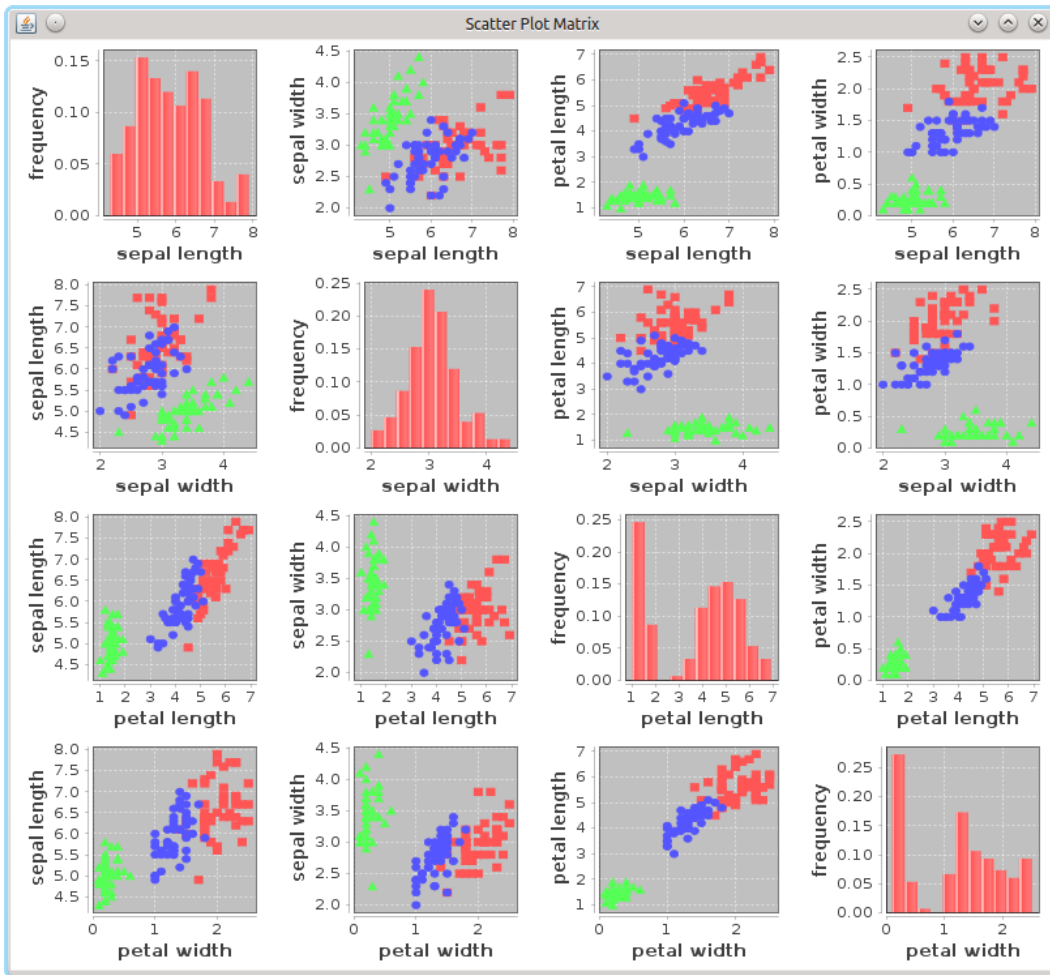 Scatter Plot Matrix
frequency
0.15
0.10
0.05
0.00
5 6 7 8
sepal length
sepal width
4.5
4.0
3.5
3.0
2.5
2.0
5 6 7 8
sepal length
petal length
7
6
5
4
3
2
1
5 6 7 8
sepal length
petal width
2.5
2.0
1.5
1.0
0.5
0.0
5 6 7 8
sepal length
sepal length
8.0
7.5
7.0
6.5
6.0
5.5
5.0
4.5
2 3 4
sepal width
frequency
0.25
0.20
0.15
0.10
0.05
0.00
2 3 4
sepal width
petal length
7
6
5
4
3
2
1
2 3 4
sepal width
petal width
2.5
2.0
1.5
1.0
0.5
0.0
2 3 4
sepal width
sepal length
8.0
7.5
7.0
6.5
6.0
5.5
5.0
4.5
1 2 3 4 5 6 7
petal length
sepal width
4.5
4.0
3.5
3.0
2.5
2.0
1 2 3 4 5 6 7
petal length
frequency
0.25
0.20
0.15
0.10
0.05
0.00
1 2 3 4 5 6 7
petal length
petal width
2.5
2.0
1.5
1.0
0.5
0.0
1 2 3 4 5 6 7
petal length
sepal length
8.0
7.5
7.0
6.5
6.0
5.5
5.0
4.5
0 1 2
petal width
sepal width
4.5
4.0
3.5
3.0
2.5
2.0
0 1 2
petal width
petal length
7
6
5
4
3
2
1
0 1 2
petal width
frequency
0.25
0.20
0.15
0.10
0.05
0.00
0 1 2
petal width